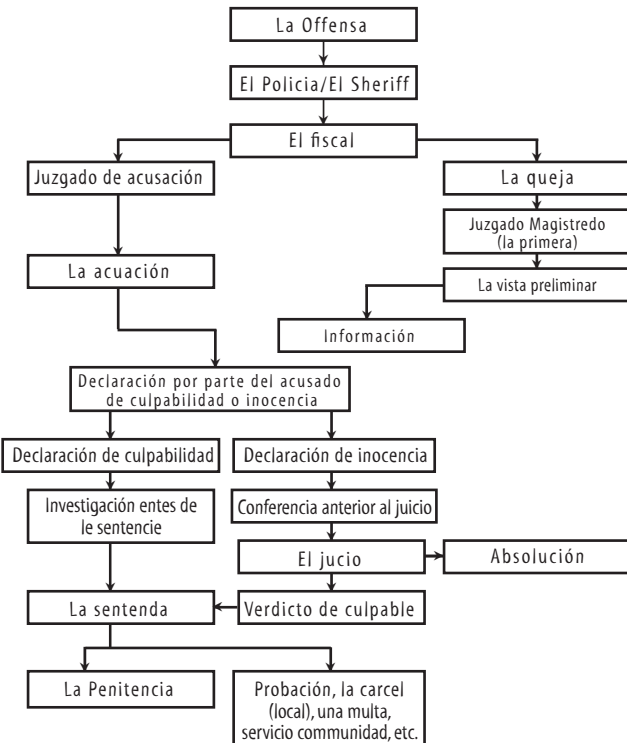 La Offensa
El Policia/El Sheriff
El fiscal
Juzgado de acusación
La queja
Juzgado Magistredo
(la primera)
La acuación
La vista preliminar
Información
Declaración por parte del acusado
de culpabilidad o inocencia
Declaración de culpabilidad
Declaración de inocencia
Investigación entes de
le sentencie
Conferencia anterior al juicio
El jucio
Absolución
La sentenda
Verdicto de culpable
La Penitencia
Probación, la carcel
(local), una multa,
servicio communidad, etc.